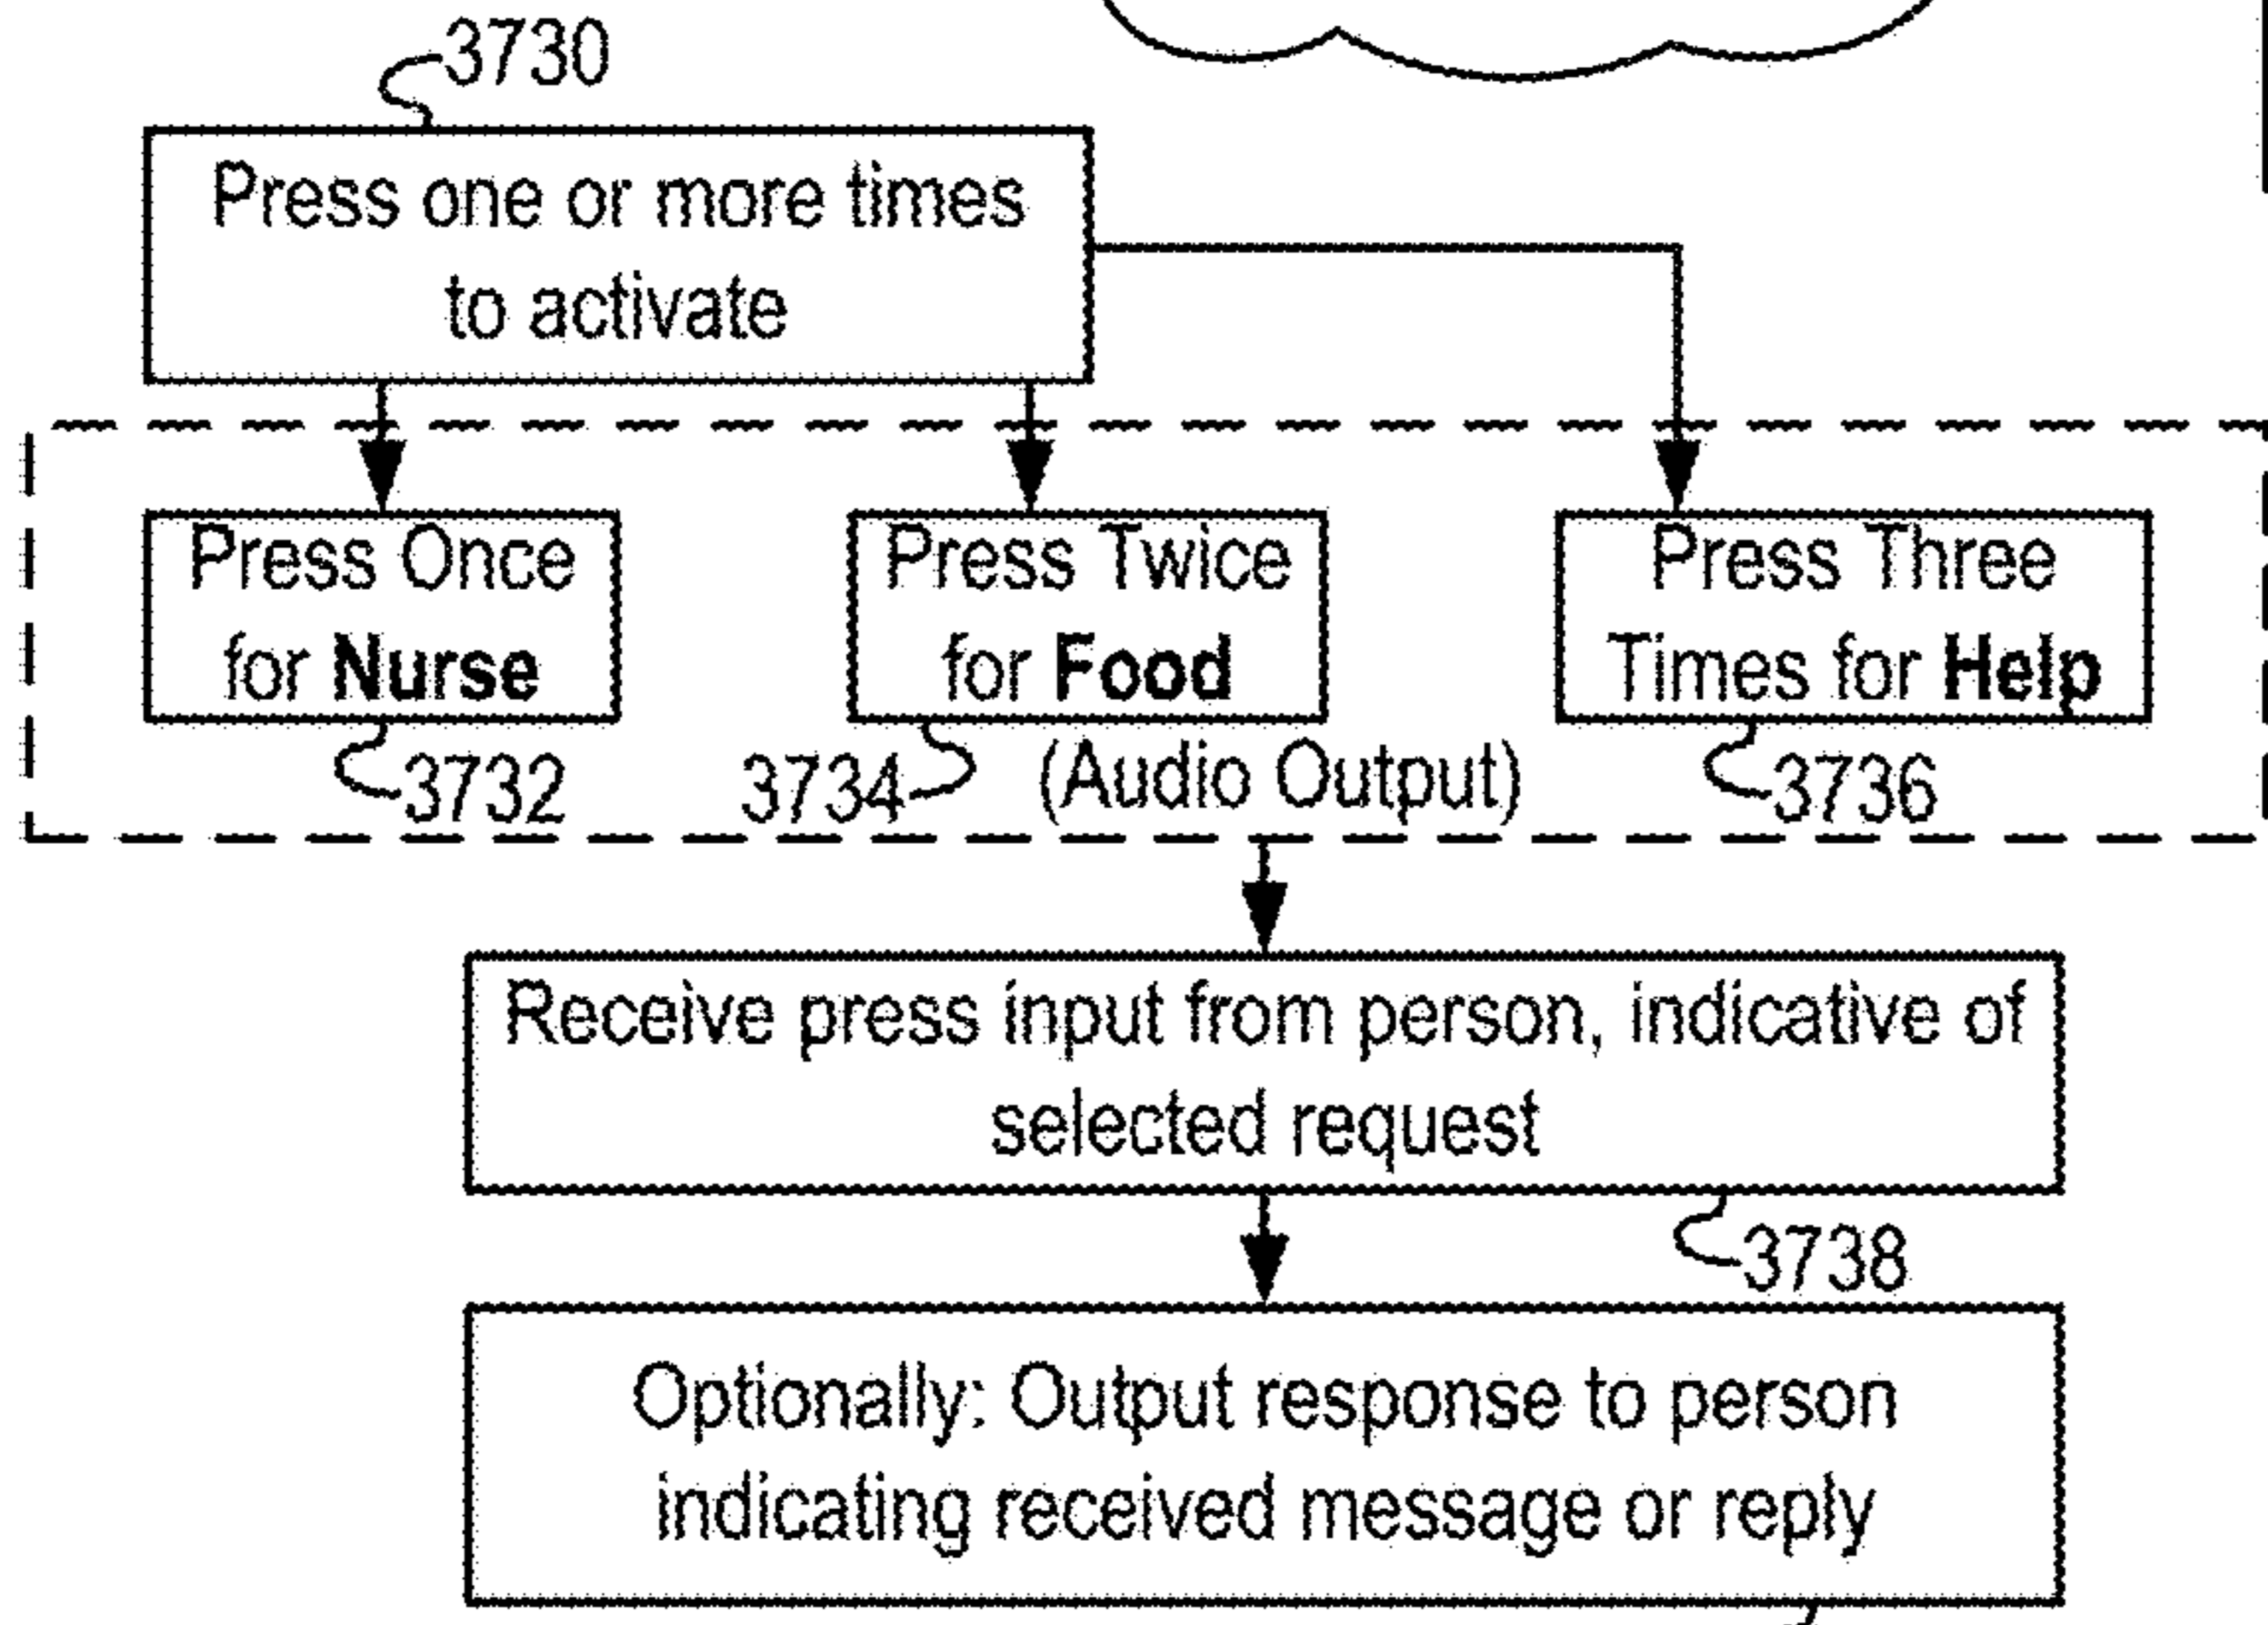 3730
Press one or more times
to activate
Press Once
for Nurse
Press Twice
for Food
Press Three
Times for Help
3732
3734
(Audio Output)
3736
Receive press input from person, indicative of
selected request
3738
Optionally: Output response to person
indicating received message or reply